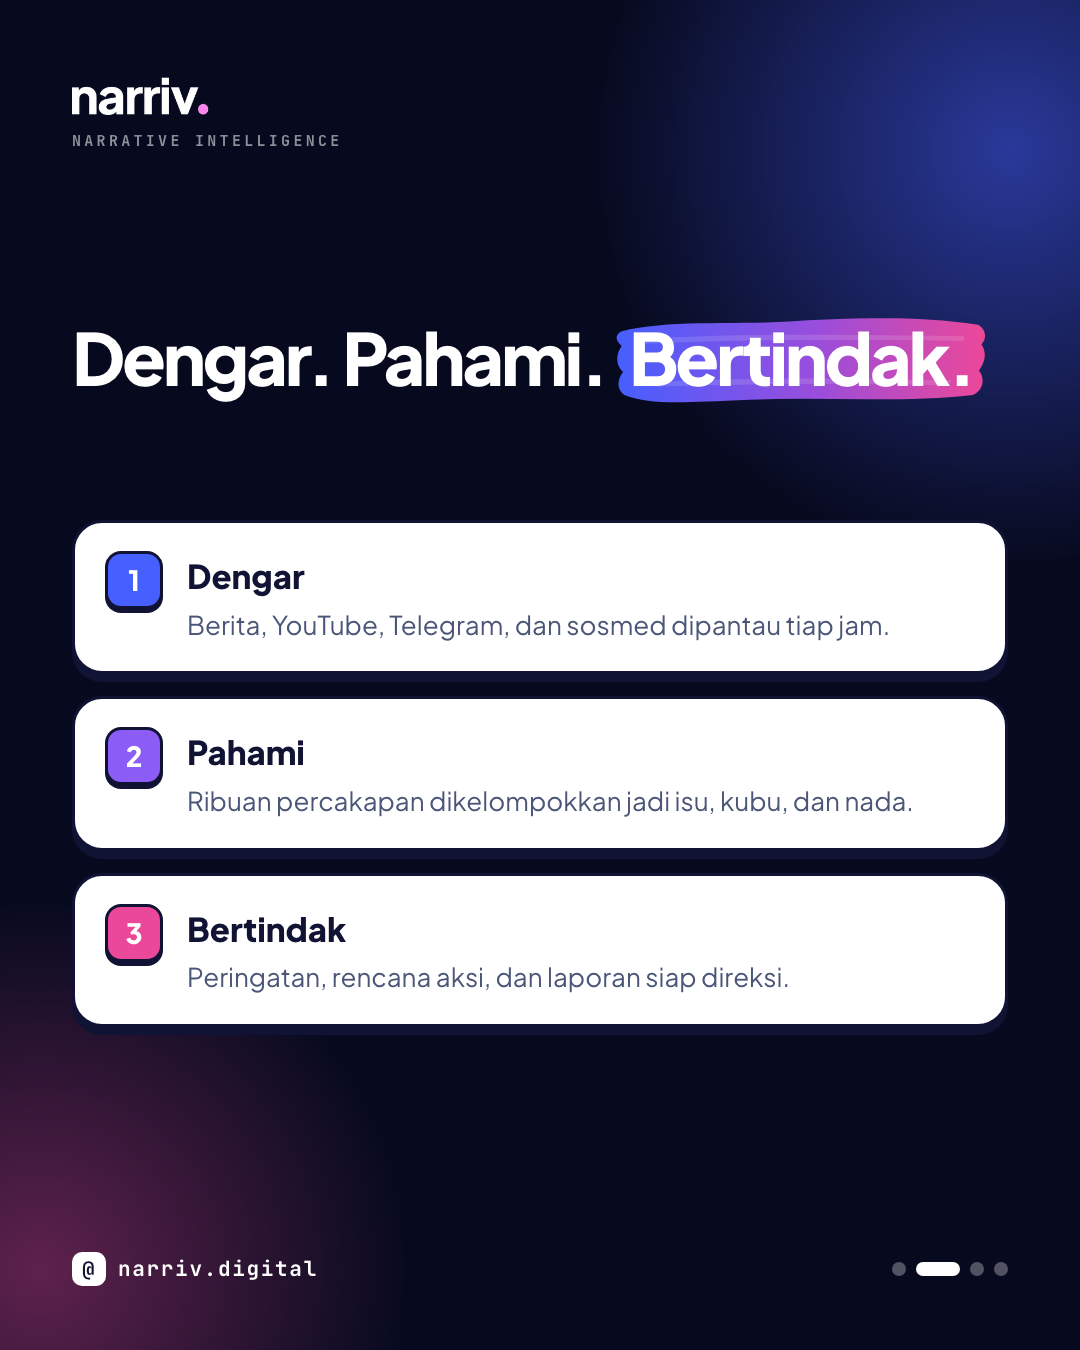 narriv.
NARRATIVE INTELLIGENCE
Dengar. Pahami. Bertindak.
1
Dengar
Berita, YouTube, Telegram, dan sosmed dipantau tiap jam.
2
Pahami
Ribuan percakapan dikelompokkan jadi isu, kubu, dan nada.
3
Bertindak
Peringatan, rencana aksi, dan laporan siap direksi.
@ narriv.digital